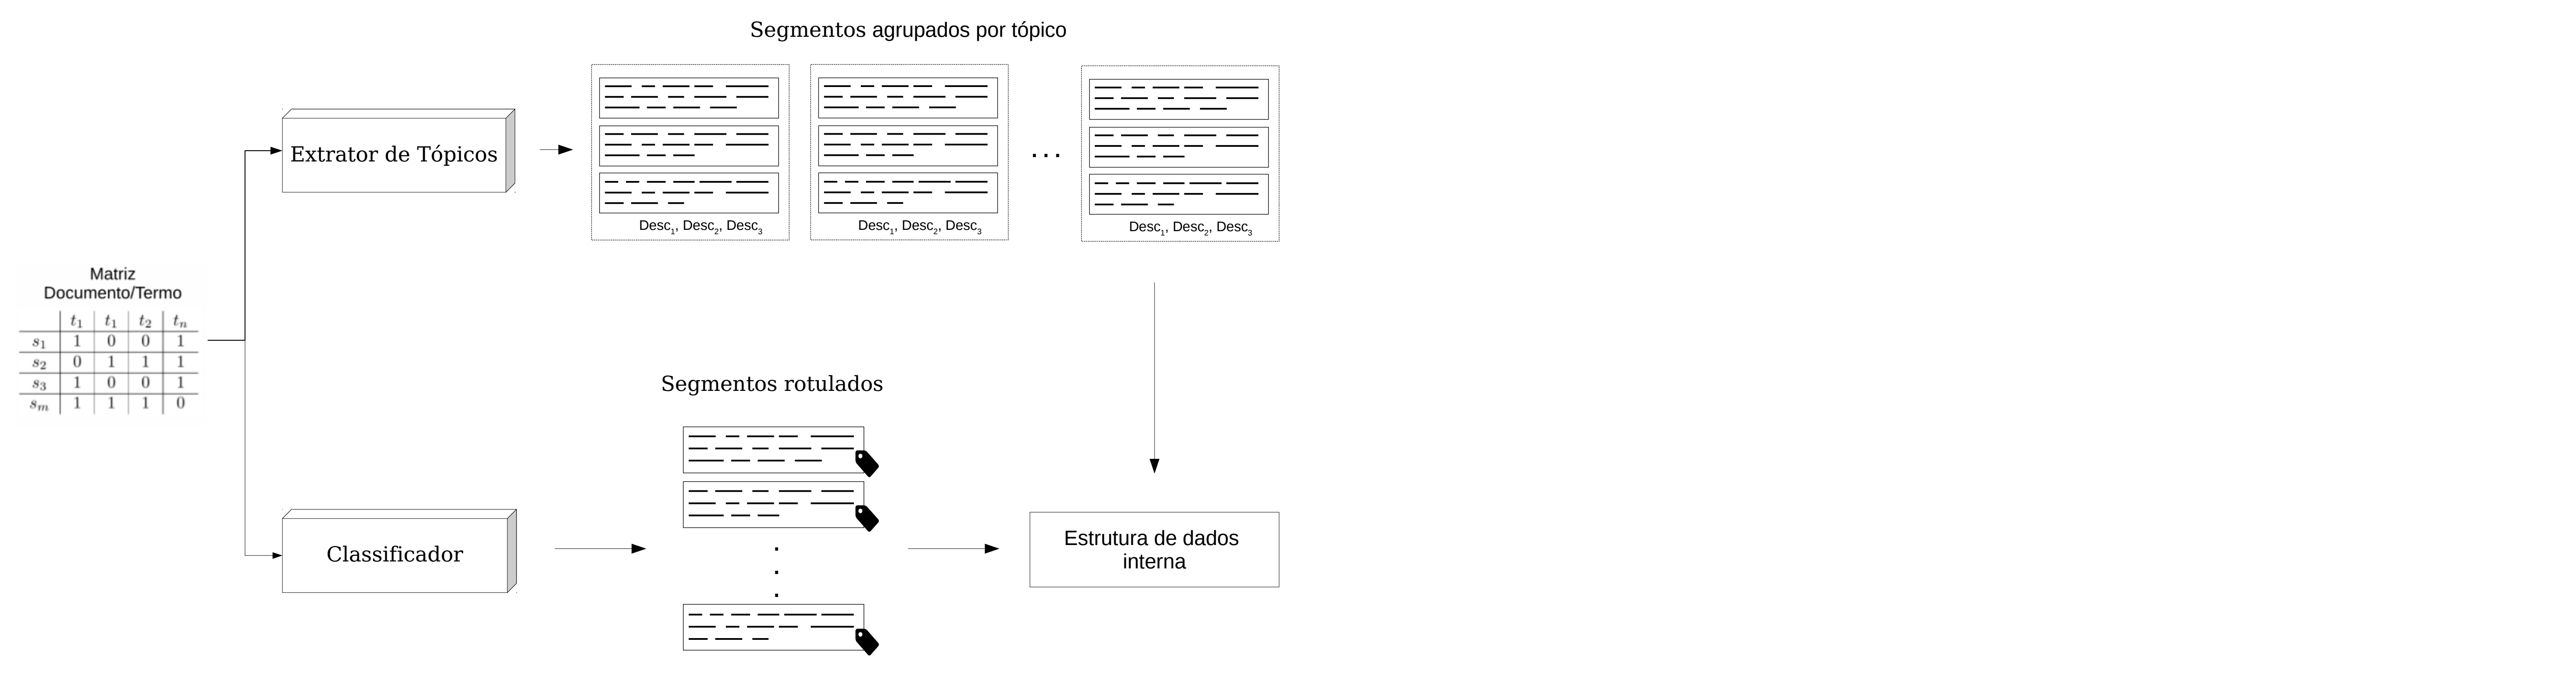 Segmentos agrupados por tópico
Extrator de Tópicos
Desc1, Desc2, Desc3
Desc1, Desc2, Desc3
...
Desc1, Desc2, Desc3
Matriz
Documento/Termo
t1 t1 t2 tn
s1 1 0 0 1
s2 0 1 1 1
s3 1 0 0 1
sm 1 1 1 0
Segmentos rotulados
Classificador
.
.
.
Estrutura de dados
interna